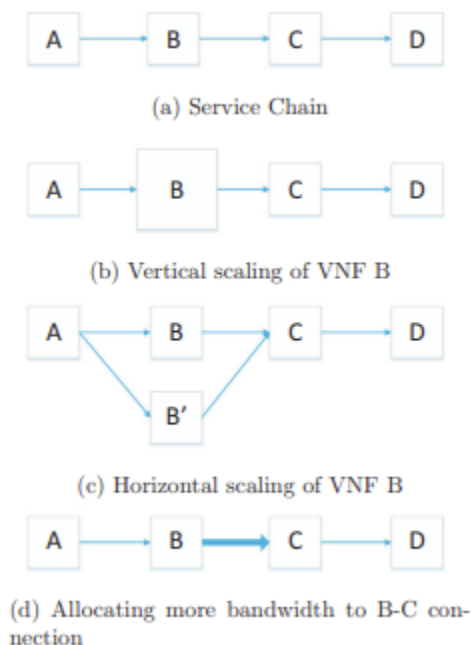 A B C D
(a) Service Chain
A B C D
(b) Vertical scaling of VNF B
A B C D
B′
(c) Horizontal scaling of VNF B
A B C D
(d) Allocating more bandwidth to B-C con-
nection